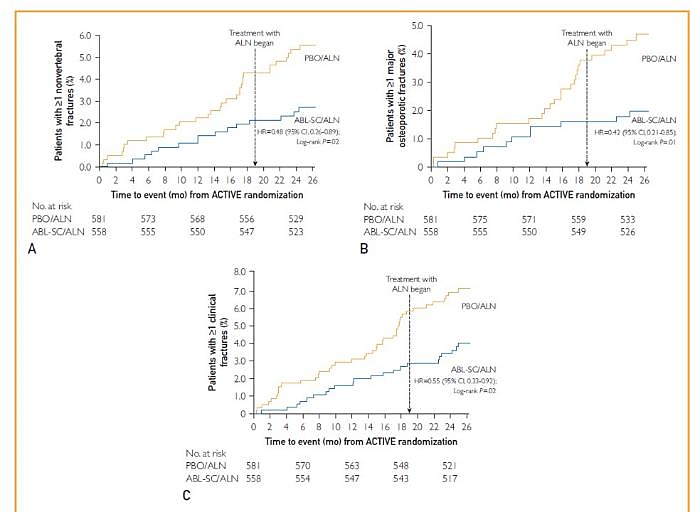 Patients with ≥1 nonvertebral
fractures (%)
6.0
5.0
4.0
3.0
2.0
1.0
0.0
Treatment with
ALN began
PBO/ALN
ABL-SC/ALN
HR=0.48 (95% CI, 0.26-0.89);
Log-rank P=.02
0 2 4 6 8 10 12 14 16 18 20 22 24 26
Time to event (mo) from ACTIVE randomization
No. at risk
PBO/ALN 581 573 568 556 529
ABL-SC/ALN 558 555 550 547 523
A
Patients with ≥1 major
osteoporotic fractures (%)
5.0
4.0
3.0
2.0
1.0
0
Treatment with
ALN began
PBO/ALN
ABL-SC/ALN
HR=0.42 (95% CI, 0.21-0.85);
Log-rank P=.01
0 2 4 6 8 10 12 14 16 18 20 22 24 26
Time to event (mo) from ACTIVE randomization
No. at risk
PBO/ALN 581 575 571 559 533
ABL-SC/ALN 558 555 550 549 526
B
Patients with ≥1 clinical
fractures (%)
8.0
7.0
6.0
5.0
4.0
3.0
2.0
1.0
0
Treatment with
ALN began
PBO/ALN
ABL-SC/ALN
HR=0.55 (95% CI, 0.33-0.92);
Log-rank P=.02
0 2 4 6 8 10 12 14 16 18 20 22 24 26
Time to event (mo) from ACTIVE randomization
No. at risk
PBO/ALN 581 570 563 548 521
ABL-SC/ALN 558 554 547 543 517
C